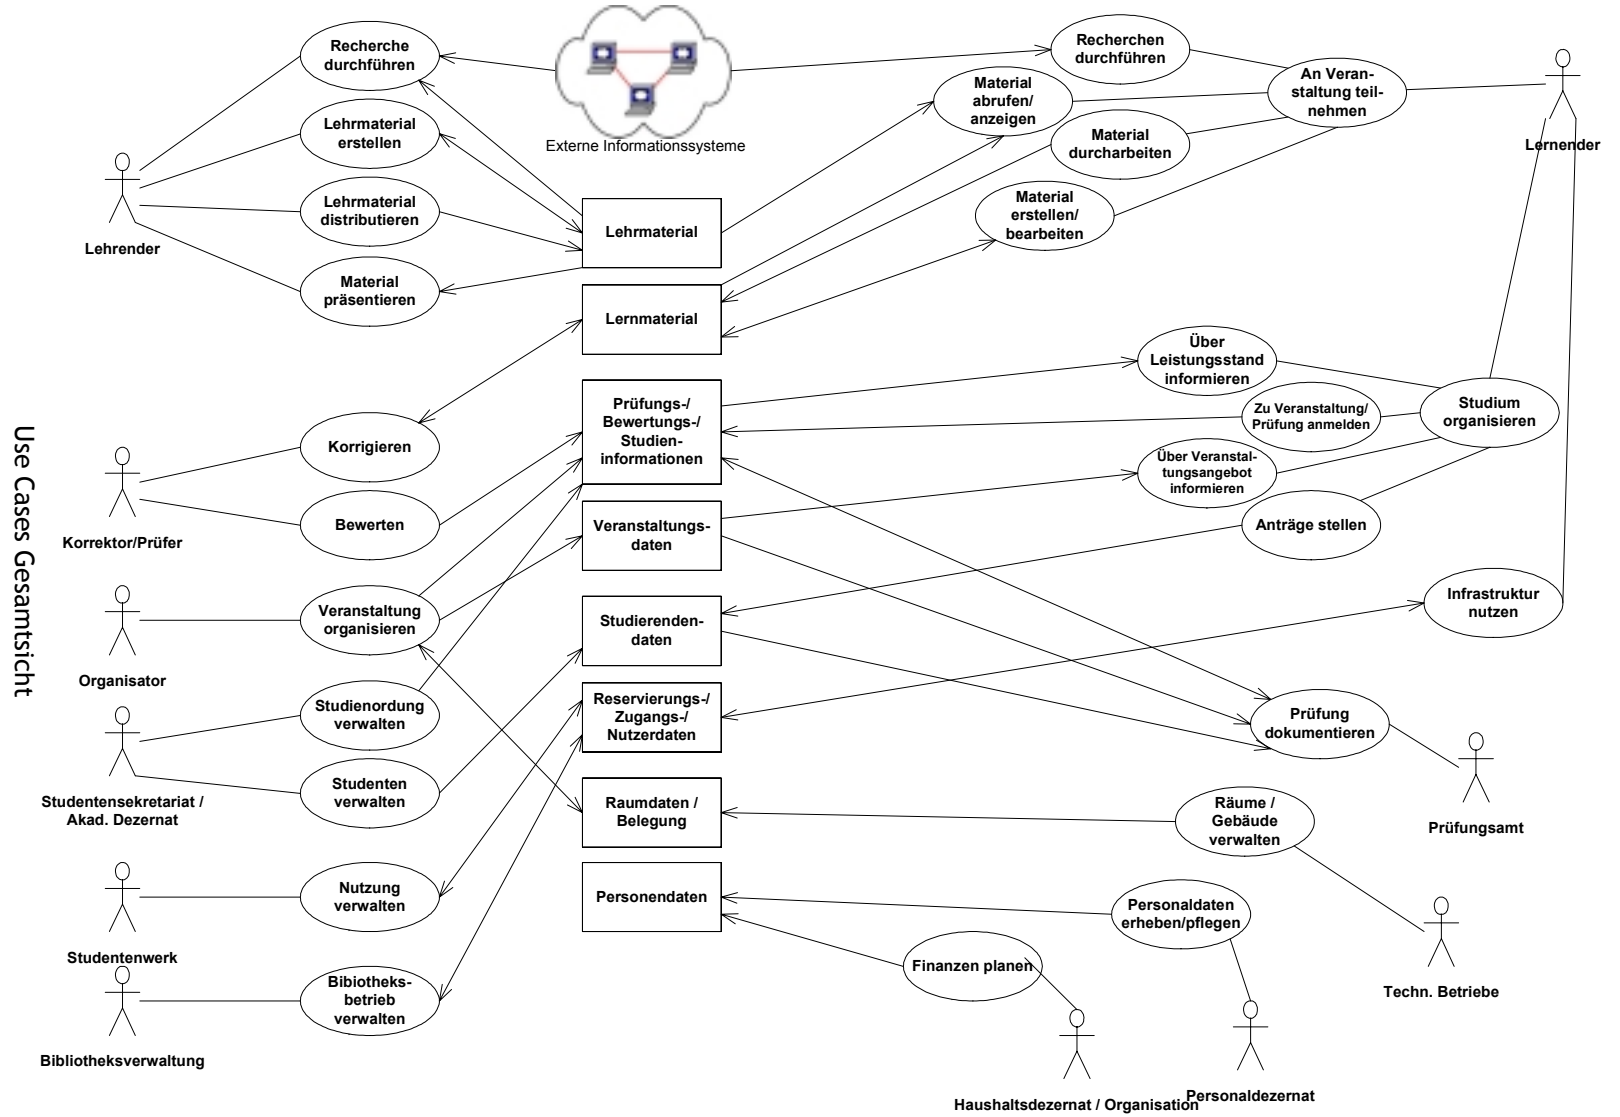 Use Cases Gesamtsicht
Externe Informationssysteme
Recherche
durchführen
Lehrmaterial
erstellen
Lehrmaterial
distributieren
Material
präsentieren
Lehrender
Korrigieren
Bewerten
Korrektor/Prüfer
Veranstaltung
organisieren
Organisator
Studienordung
verwalten
Studenten
verwalten
Studentensekretariat /
Akad. Dezernat
Nutzung
verwalten
Studentenwerk
Bibiotheks-
betrieb
verwalten
Bibliotheksverwaltung
Lehrmaterial
Lernmaterial
Prüfungs-/
Bewertungs-/
Studien-
informationen
Veranstaltungs-
daten
Studierenden-
daten
Reservierungs-/
Zugangs-/
Nutzerdaten
Raumdaten /
Belegung
Personendaten
Recherchen
durchführen
Material
abrufen/
anzeigen
Material
durcharbeiten
Material
erstellen/
bearbeiten
An Veran-
staltung teil-
nehmen
Lernender
Über
Leistungsstand
informieren
Zu Veranstaltung/
Prüfung anmelden
Über Veranstal-
tungsangebot
informieren
Anträge stellen
Studium
organisieren
Infrastruktur
nutzen
Prüfung
dokumentieren
Prüfungsamt
Räume /
Gebäude
verwalten
Techn. Betriebe
Personaldaten
erheben/pflegen
Personaldezernat
Finanzen planen
Haushaltsdezernat / Organisation